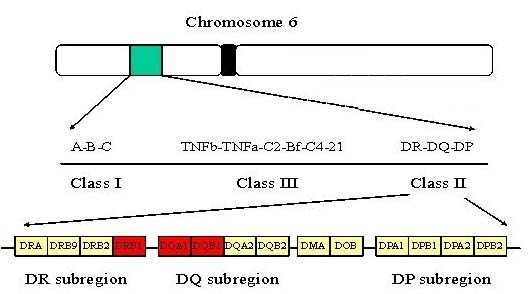 Chromosome 6
A-B-C TNFb-TNFa-C2-Bf-C4-21 DR-DQ-DP
Class I Class III Class II
DRA DRB9 DRB2 DRB1 DQA1 DQB1 DQA2 DQB2 DMA DOB DPA1 DPB1 DPA2 DPB2
DR subregion DQ subregion DP subregion